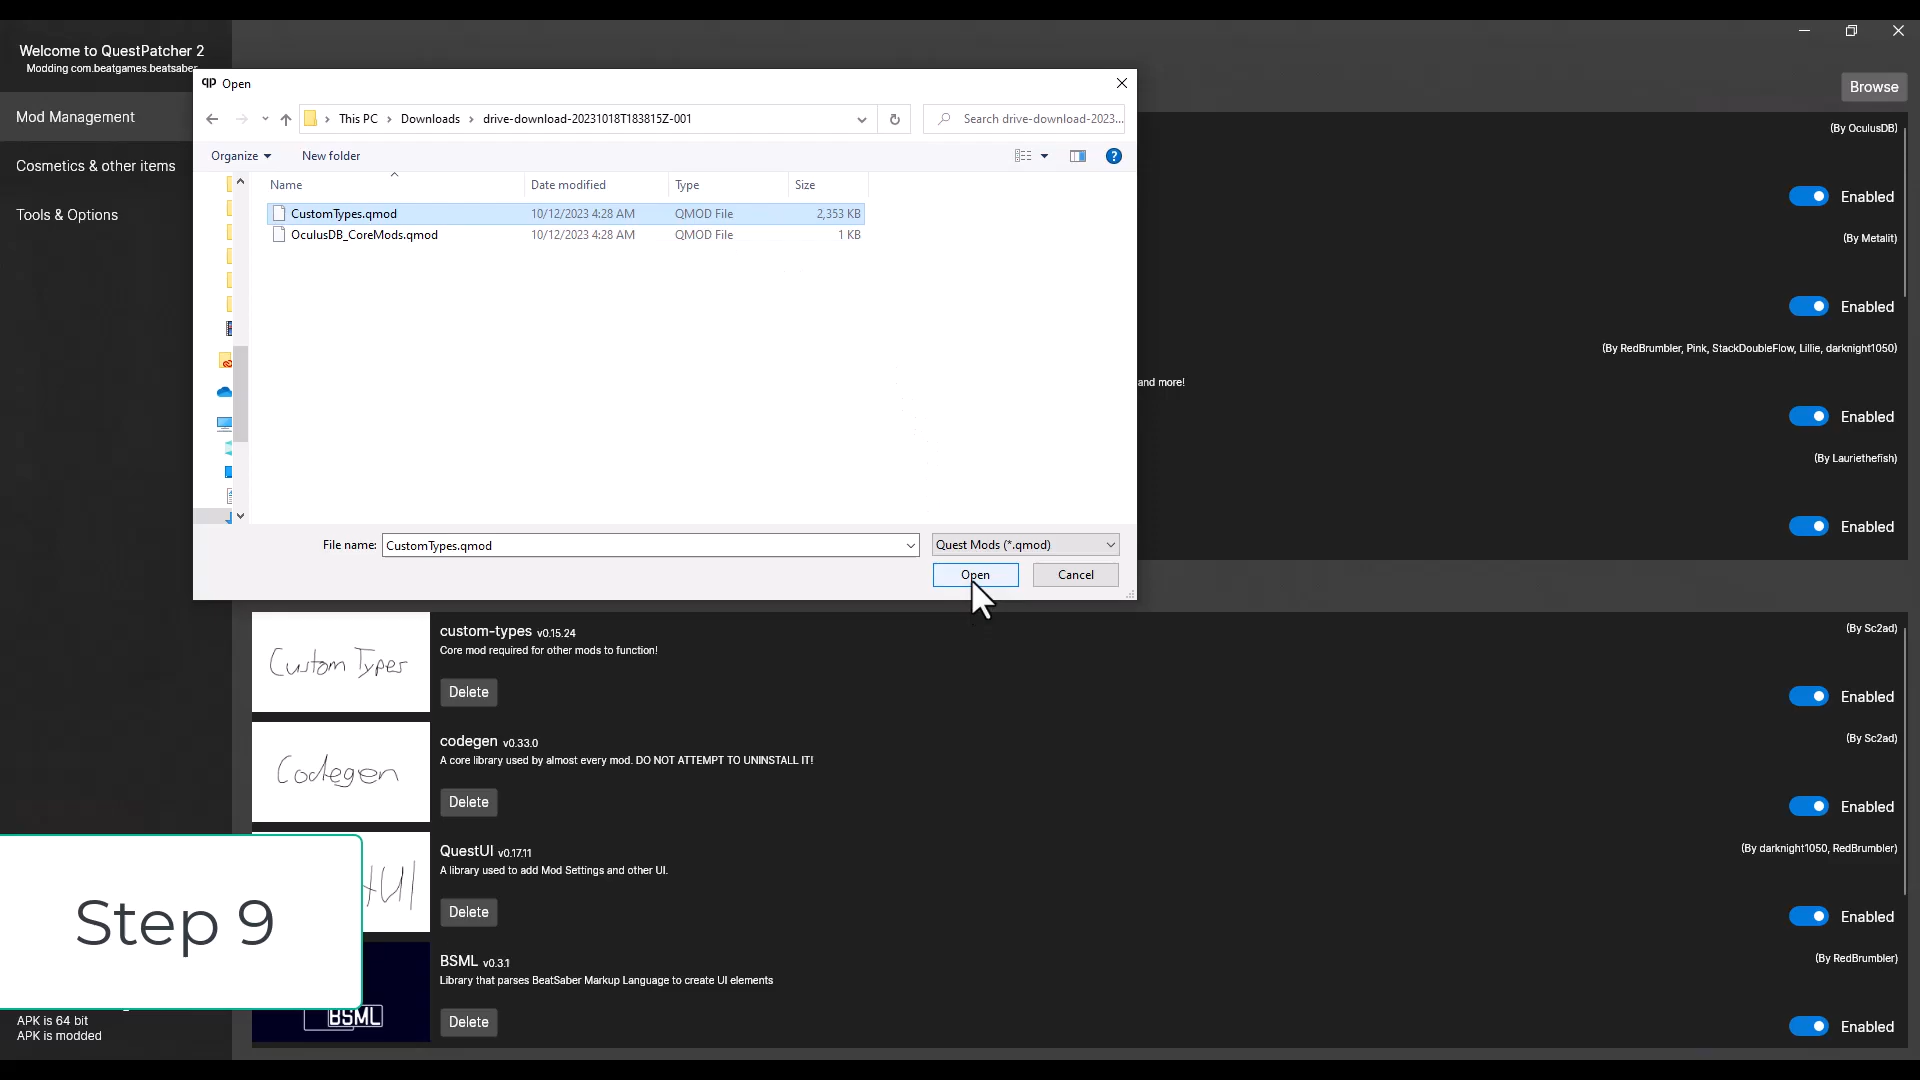 Welcome to QuestPatcher 2
Modding com.beatgames.beatsaber
Mod Management
Cosmetics & other items
Tools & Options
qp Open
This PC > Downloads > drive-download-20231018T183815Z-001
Search drive-download-2023...
Organize
New folder
Name
Date modified
Type
Size
CustomTypes.qmod
10/12/2023 4:28 AM
QMOD File
2,353 KB
OculusDB_CoreMods.qmod
10/12/2023 4:28 AM
QMOD File
1 KB
File name:
CustomTypes.qmod
Quest Mods (*.qmod)
Open
Cancel
Browse
(By OculusDB)
Enabled
(By Metalit)
Enabled
(By RedBrumbler, Pink, StackDoubleFlow, Lillie, darknight1050)
and more!
Enabled
(By Lauriethefish)
Enabled
Custom Types
custom-types v0.15.24
(By Sc2ad)
Core mod required for other mods to function!
Delete
Enabled
Codegen
codegen v0.33.0
(By Sc2ad)
A core library used by almost every mod. DO NOT ATTEMPT TO UNINSTALL IT!
Delete
Enabled
tUI
QuestUI v0.17.11
(By darknight1050, RedBrumbler)
A library used to add Mod Settings and other UI.
Delete
Enabled
BSML
BSML v0.3.1
(By RedBrumbler)
Library that parses BeatSaber Markup Language to create UI elements
Delete
Enabled
Step 9
APK is 64 bit
APK is modded